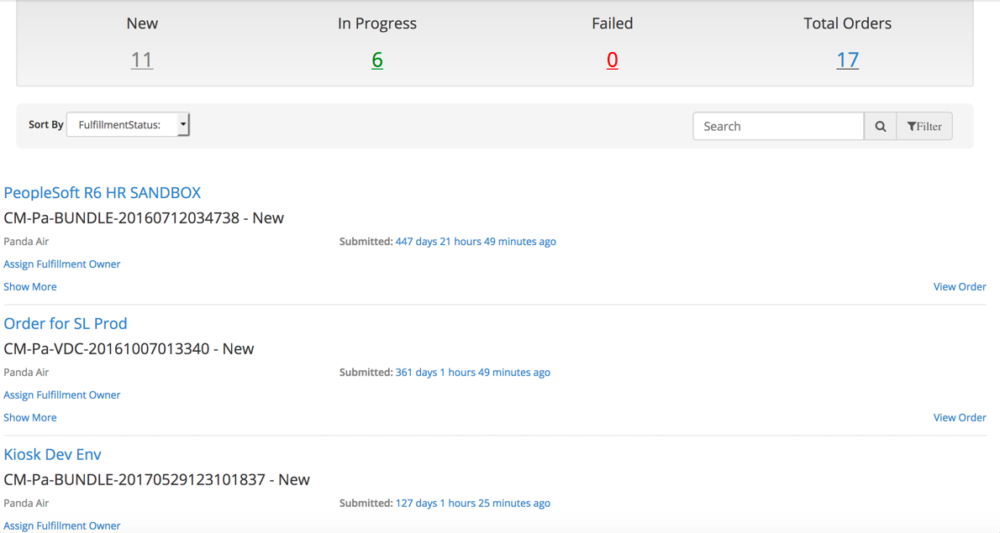 New In Progress Failed Total Orders
11 6 0 17
Sort By FulfillmentStatus: Search Filter
PeopleSoft R6 HR SANDBOX
CM-Pa-BUNDLE-20160712034738 - New
Panda Air Submitted: 447 days 21 hours 49 minutes ago
Assign Fulfillment Owner
Show More View Order
Order for SL Prod
CM-Pa-VDC-20161007013340 - New
Panda Air Submitted: 361 days 1 hours 49 minutes ago
Assign Fulfillment Owner
Show More View Order
Kiosk Dev Env
CM-Pa-BUNDLE-20170529123101837 - New
Panda Air Submitted: 127 days 1 hours 25 minutes ago
Assign Fulfillment Owner